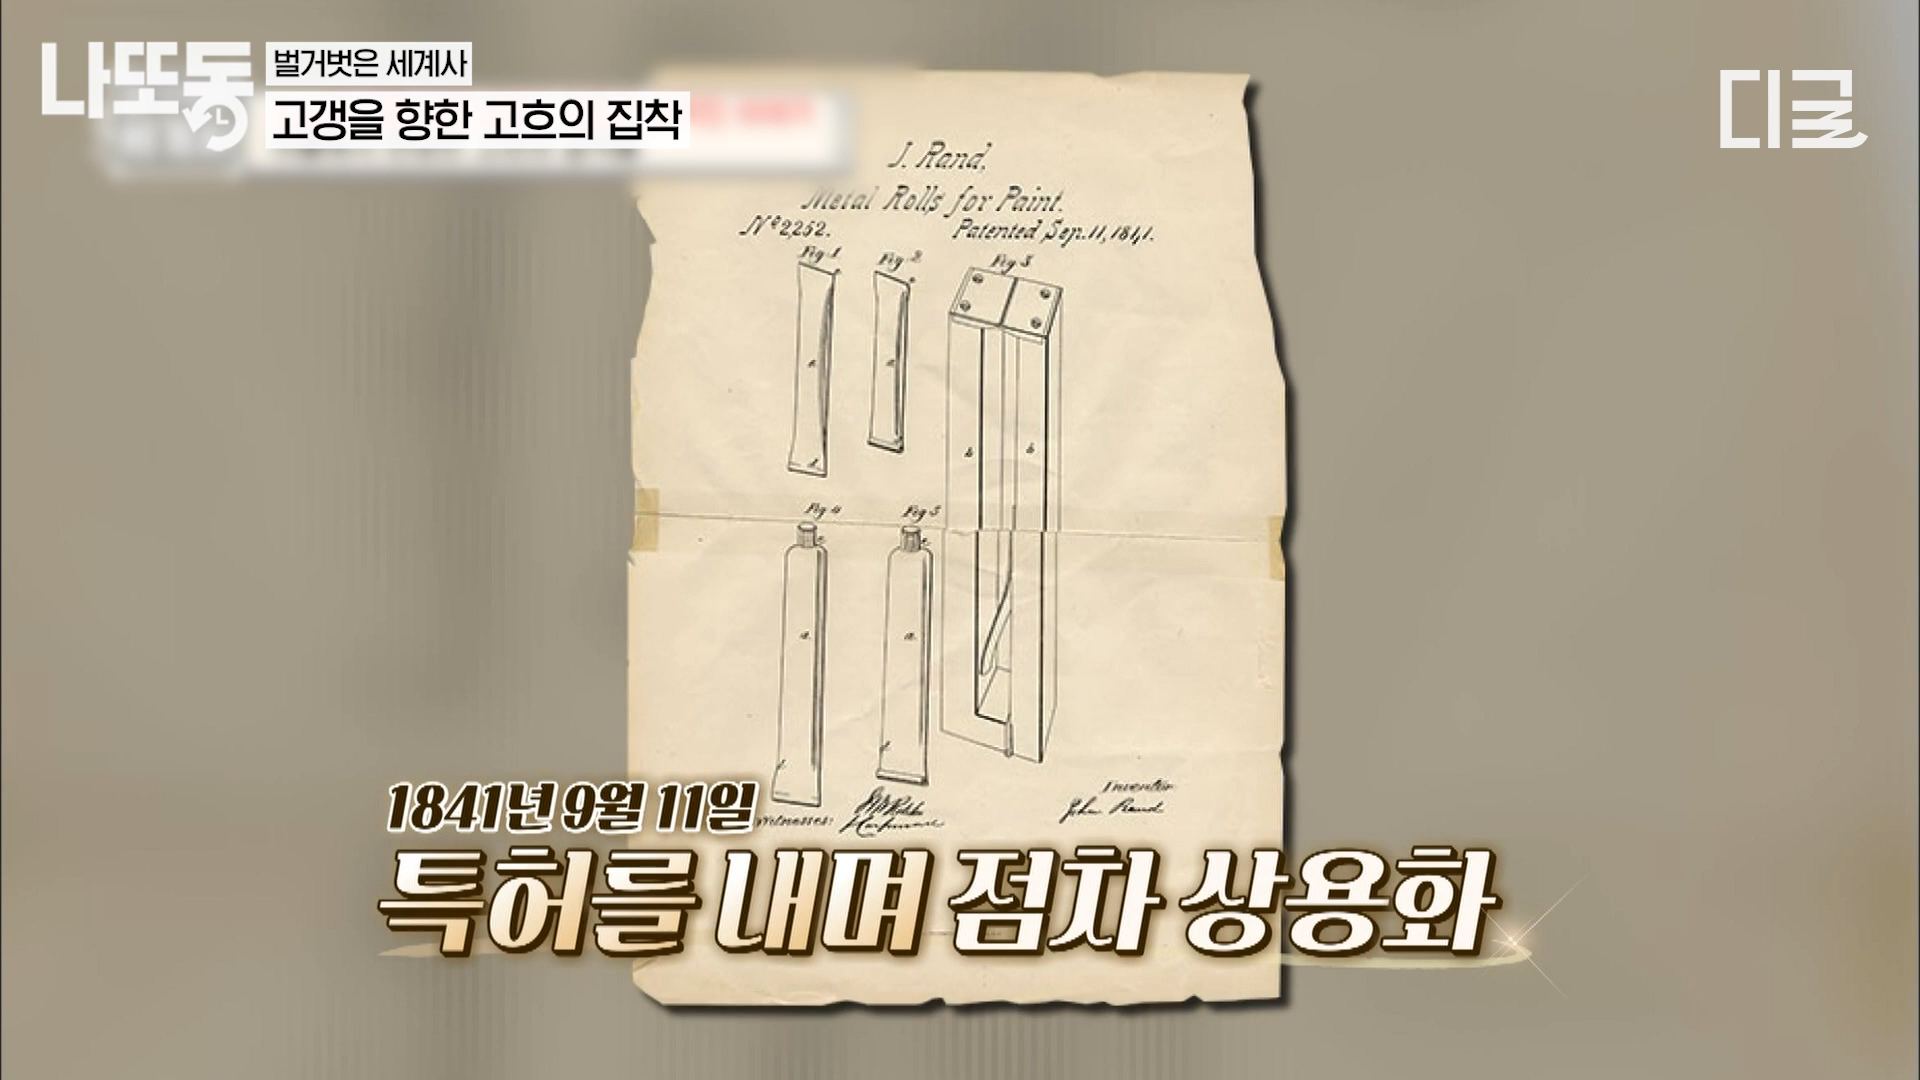 나또동
벌거벗은 세계사
고갱을 향한 고흐의 집착
디글
J. Rand,
Metal Rolls for Paint.
Nº 2,252.
Patented Sep. 11, 1841.
Fig. 1
Fig. 2
Fig. 3
a.
a.
b
b
d.
Fig. 4
Fig. 5
e
e
a.
a.
f.
f.
Inventor
John Rand
Witnesses:
1841년 9월 11일
특허를 내며 점차 상용화